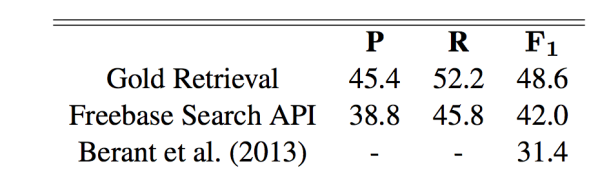 P R F1
Gold Retrieval 45.4 52.2 48.6
Freebase Search API 38.8 45.8 42.0
Berant et al. (2013) - - 31.4